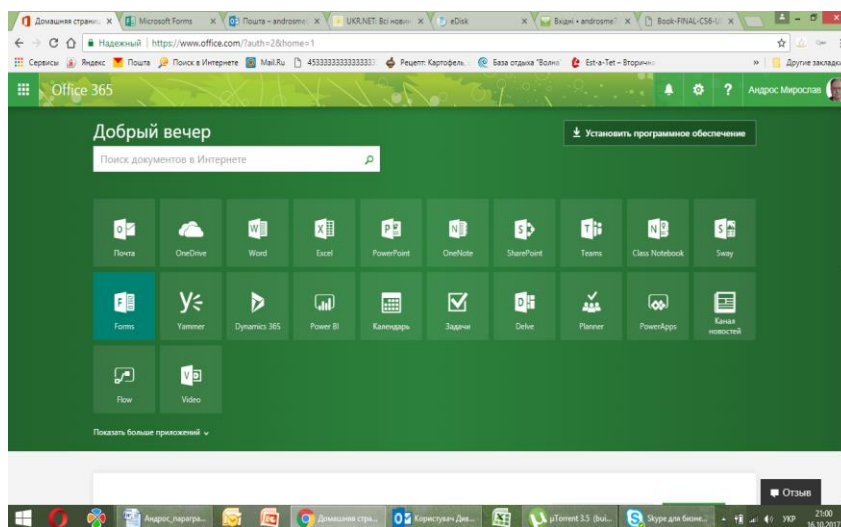 Домашняя страни
Microsoft Forms
Пошта – androsme
UKR.NET: Всі новин
eDisk
Вхідні • androsme7
Book-FINAL-CS6-U
Надежный
https://www.office.com/?auth=2&home=1
Сервисы
Яндекс
Почта
Поиск в Интернете
Mail.Ru
Рецепт: Картофель,
База отдыха "Волна"
Est-a-Tet – Вторично
»
Другие закладки
Office 365
?
Андрос Мирослав
Добрый вечер
Установить программное обеспечение
Поиск документов в Интернете
Почта
OneDrive
Word
Excel
PowerPoint
OneNote
SharePoint
Teams
Class Notebook
Sway
Forms
Yammer
Dynamics 365
Power BI
Календарь
Задачи
Delve
Planner
PowerApps
Канал
новостей
Flow
Video
Показать больше приложений
Отзыв
Андрос_парагра...
Домашняя стра...
Користувач Див...
µTorrent 3.5 (bui...
Skype для бизне...
УКР
21:00
16.10.2017